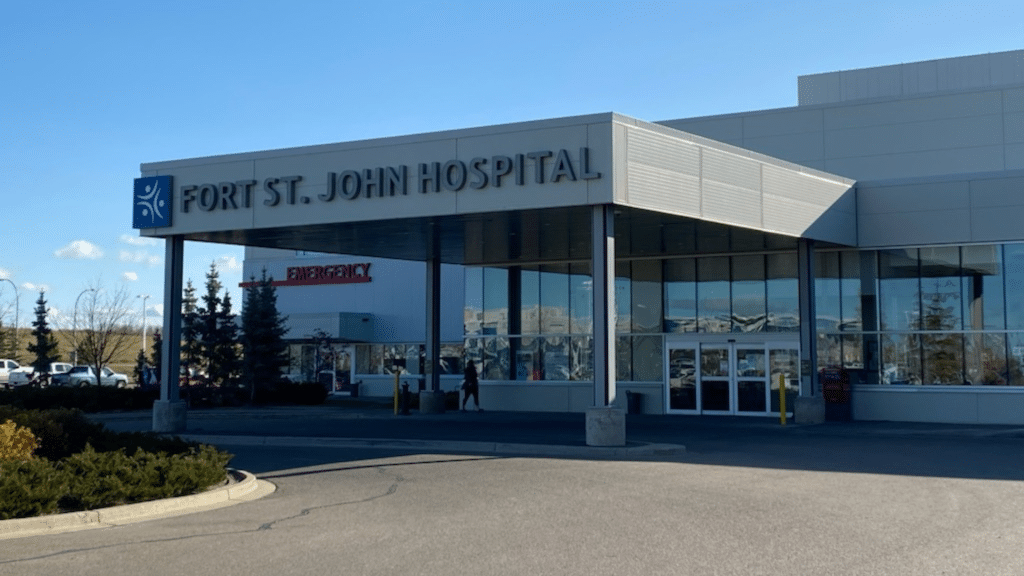 FORT ST. JOHN HOSPITAL
EMERGENCY